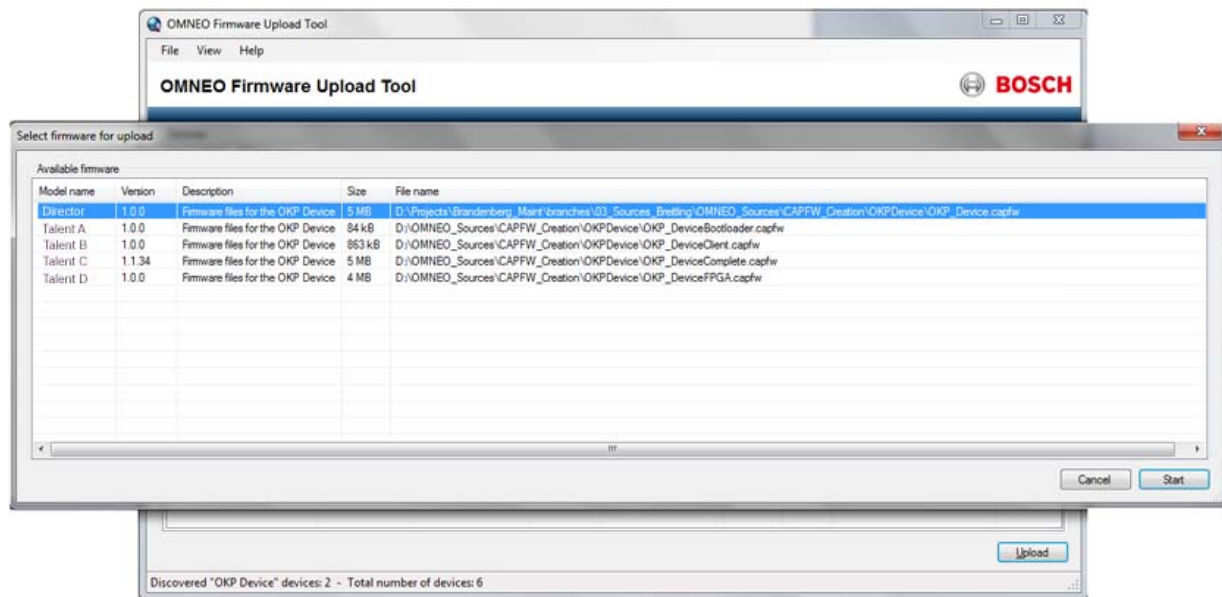 OMNEO Firmware Upload Tool
File View Help
OMNEO Firmware Upload Tool
BOSCH
Select firmware for upload
Available firmware
Model name Version Description Size File name
Director 1.0.0 Firmware files for the OKP Device 5 MB D:\Projects\Brandenberg_Maint\branches\03_Sources_Breitling\OMNEO_Sources\CAPFW_Creation\OKPDevice\OKP_Device.capfw
Talent A 1.0.0 Firmware files for the OKP Device 84 kB D:/OMNEO_Sources\CAPFW_Creation\OKPDevice\OKP_DeviceBootloader.capfw
Talent B 1.0.0 Firmware files for the OKP Device 863 kB D:/OMNEO_Sources\CAPFW_Creation\OKPDevice\OKP_DeviceClient.capfw
Talent C 1.1.34 Firmware files for the OKP Device 5 MB D:/OMNEO_Sources\CAPFW_Creation\OKPDevice\OKP_DeviceComplete.capfw
Talent D 1.0.0 Firmware files for the OKP Device 4 MB D:/OMNEO_Sources\CAPFW_Creation\OKPDevice\OKP_DeviceFPGA.capfw
Cancel Start
Upload
Discovered "OKP Device" devices: 2 - Total number of devices: 6